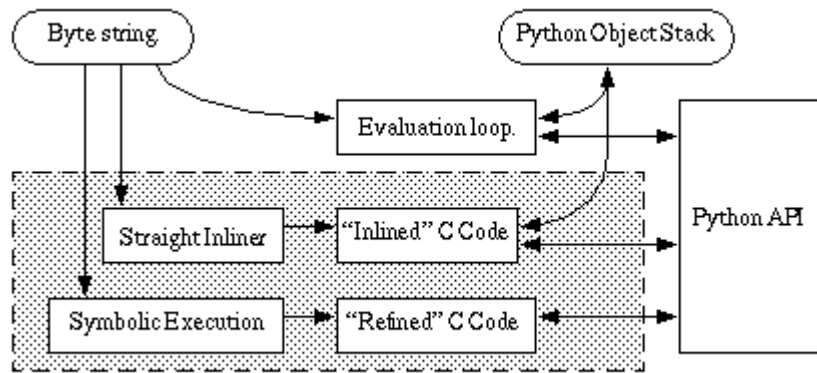 Byte string.
Python Object Stack
Evaluation loop.
Straight Inliner
“Inlined” C Code
Python API
Symbolic Execution
“Refined” C Code